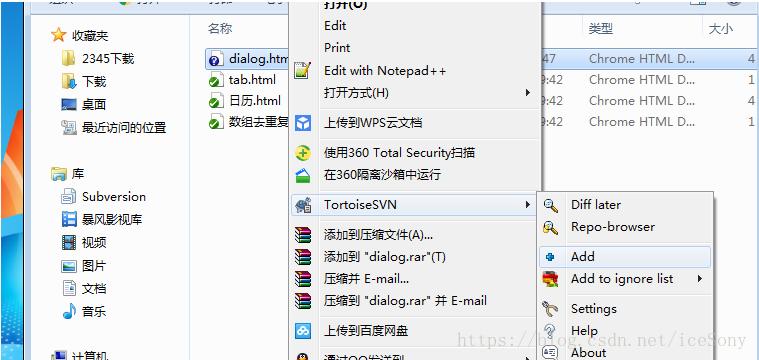 打开(O)
名称
类型
大小
收藏夹
2345下载
下载
桌面
最近访问的位置
库
Subversion
暴风影视库
视频
图片
文档
音乐
计算机
dialog.htm
tab.html
日历.html
数组去重复
47
9:42
9:42
9:42
Chrome HTML D...
4
Chrome HTML D...
1
Chrome HTML D...
4
Chrome HTML D...
1
Edit
Print
Edit with Notepad++
打开方式(H)
上传到WPS云文档
使用360 Total Security扫描
在360隔离沙箱中运行
TortoiseSVN
添加到压缩文件(A)...
添加到 "dialog.rar"(T)
压缩并 E-mail...
压缩到 "dialog.rar" 并 E-mail
上传到百度网盘
通过QQ发送到
Diff later
Repo-browser
Add
Add to ignore list
Settings
Help
About
https://blog.csdn.net/iceSony